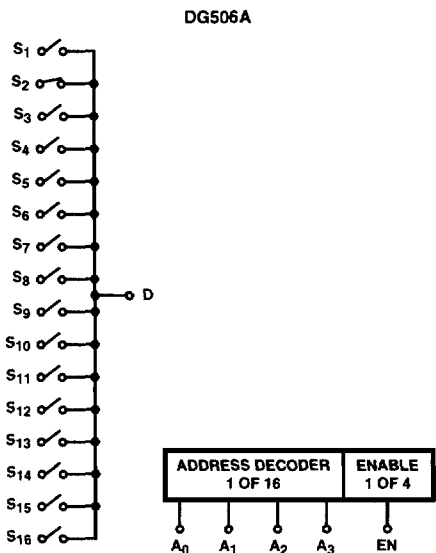 DG506A
S1
S2
S3
S4
S5
S6
S7
S8
D
S9
S10
S11
S12
S13
S14
S15
S16
ADDRESS DECODER
1 OF 16
ENABLE
1 OF 4
A0
A1
A2
A3
EN